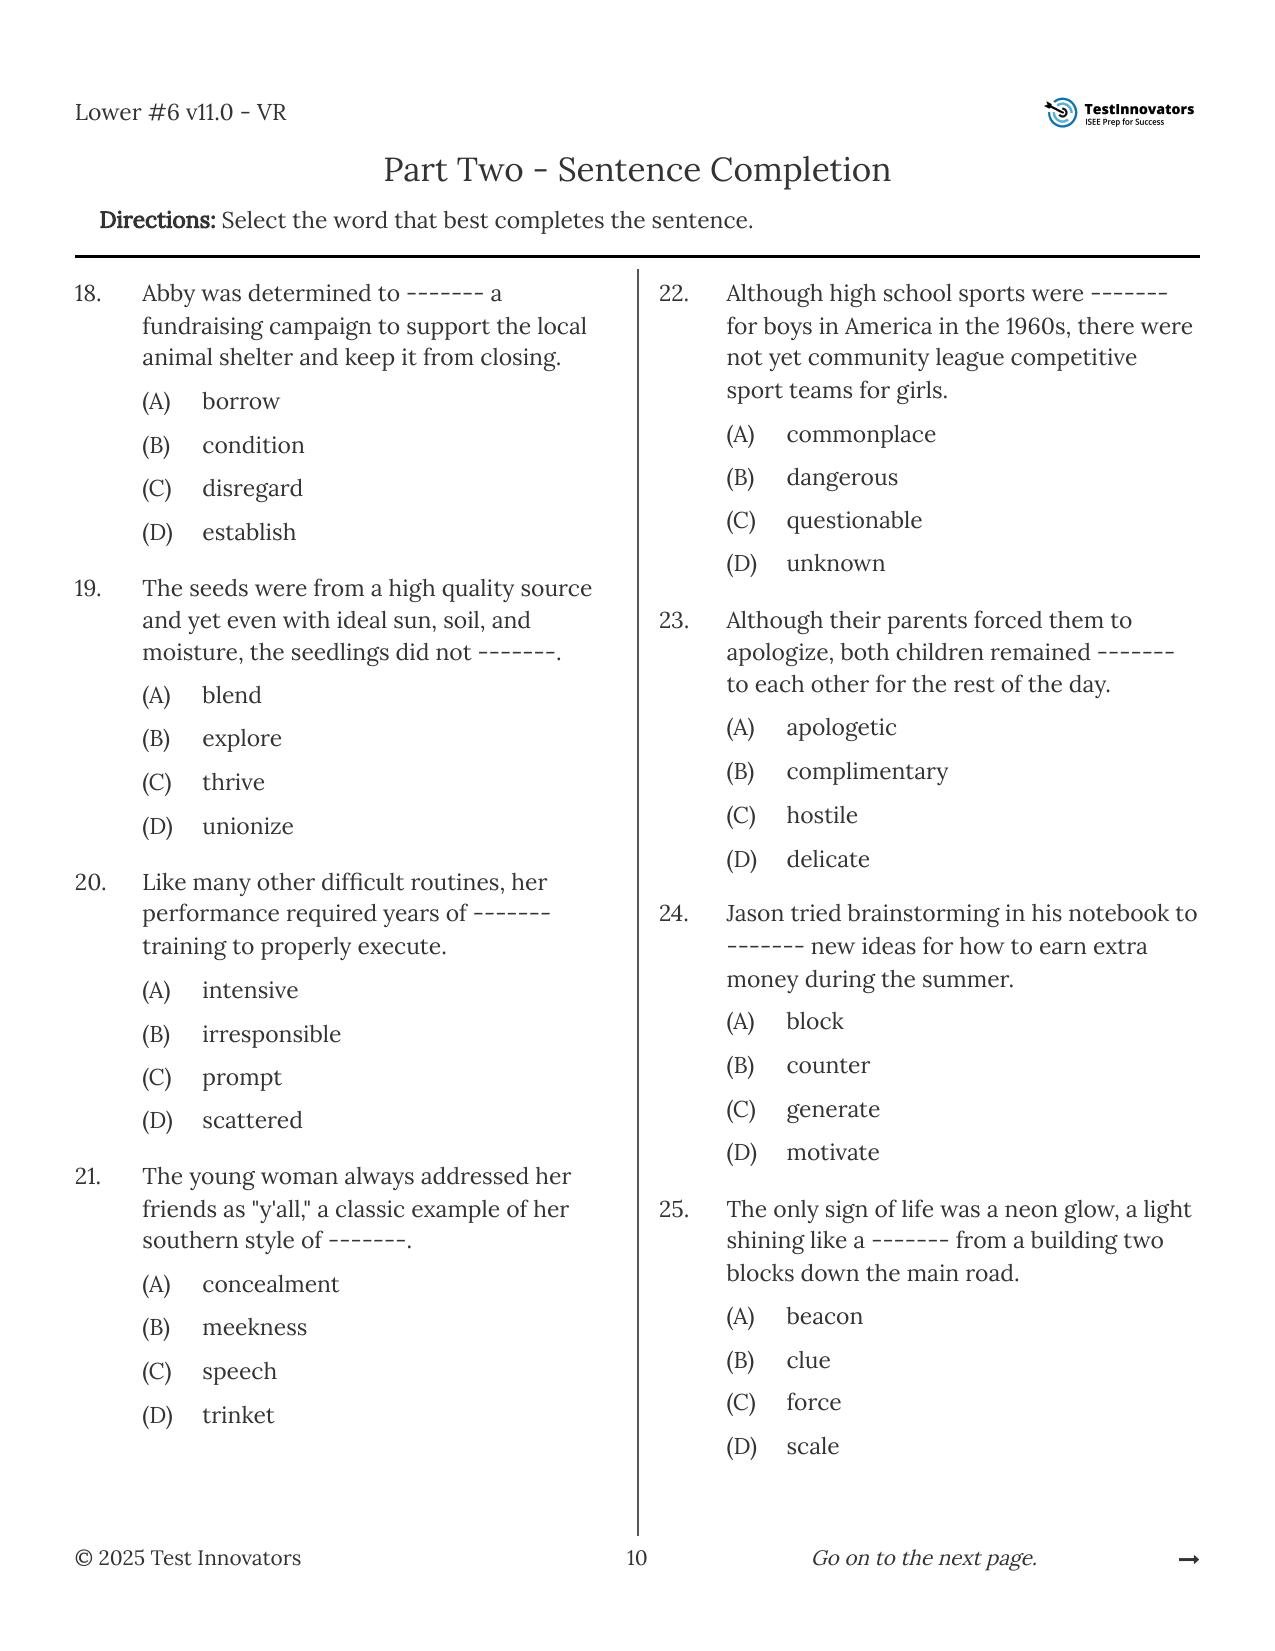 Lower #6 v11.0 - VR
TestInnovators
ISEE Prep for Success
Part Two - Sentence Completion
Directions: Select the word that best completes the sentence.
18. Abby was determined to ------- a
fundraising campaign to support the local
animal shelter and keep it from closing.
(A) borrow
(B) condition
(C) disregard
(D) establish
19. The seeds were from a high quality source
and yet even with ideal sun, soil, and
moisture, the seedlings did not -------.
(A) blend
(B) explore
(C) thrive
(D) unionize
20. Like many other difficult routines, her
performance required years of -------
training to properly execute.
(A) intensive
(B) irresponsible
(C) prompt
(D) scattered
21. The young woman always addressed her
friends as "y'all," a classic example of her
southern style of -------.
(A) concealment
(B) meekness
(C) speech
(D) trinket
22. Although high school sports were -------
for boys in America in the 1960s, there were
not yet community league competitive
sport teams for girls.
(A) commonplace
(B) dangerous
(C) questionable
(D) unknown
23. Although their parents forced them to
apologize, both children remained -------
to each other for the rest of the day.
(A) apologetic
(B) complimentary
(C) hostile
(D) delicate
24. Jason tried brainstorming in his notebook to
------- new ideas for how to earn extra
money during the summer.
(A) block
(B) counter
(C) generate
(D) motivate
25. The only sign of life was a neon glow, a light
shining like a ------- from a building two
blocks down the main road.
(A) beacon
(B) clue
(C) force
(D) scale
© 2025 Test Innovators
10
Go on to the next page. →